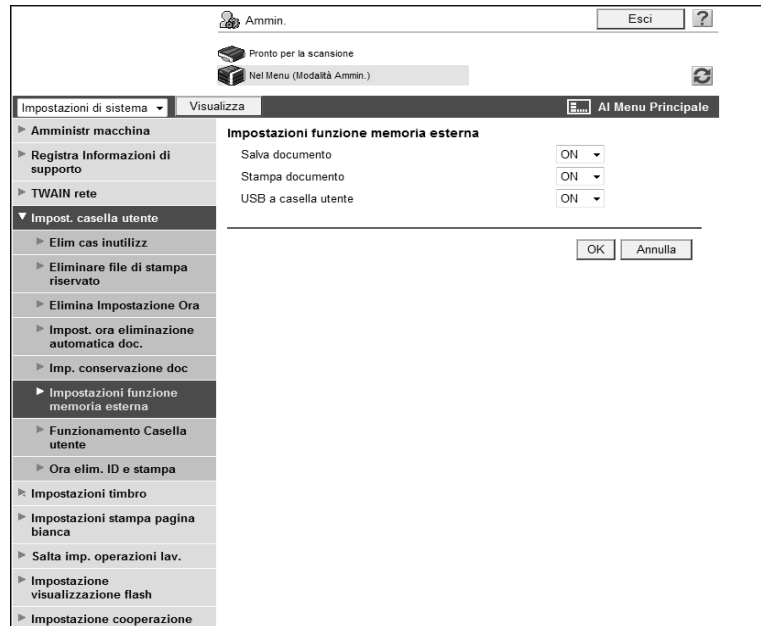 Ammin.
Esci
?
Pronto per la scansione
Nel Menu (Modalità Ammin.)
Impostazioni di sistema
Visualizza
Al Menu Principale
Amministr macchina
Registra Informazioni di
supporto
TWAIN rete
Impost. casella utente
Elim cas inutilizz
Eliminare file di stampa
riservato
Elimina Impostazione Ora
Impost. ora eliminazione
automatica doc.
Imp. conservazione doc
Impostazioni funzione
memoria esterna
Funzionamento Casella
utente
Ora elim. ID e stampa
Impostazioni timbro
Impostazioni stampa pagina
bianca
Salta imp. operazioni lav.
Impostazione
visualizzazione flash
Impostazione cooperazione
Impostazioni funzione memoria esterna
Salva documento ON
Stampa documento ON
USB a casella utente ON
OK Annulla